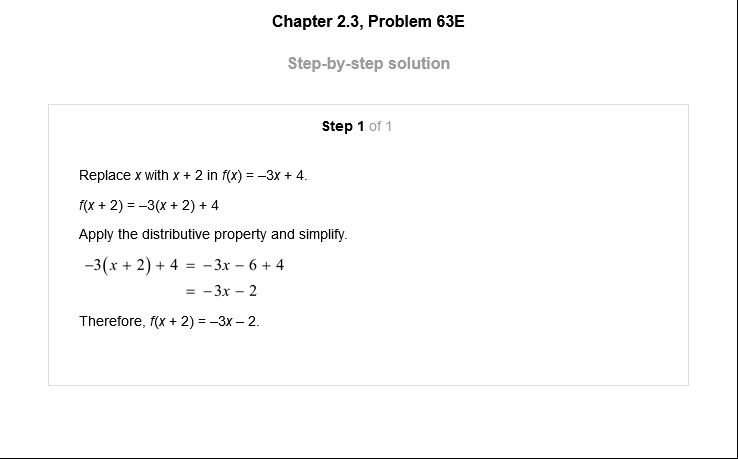 Chapter 2.3, Problem 63E
Step-by-step solution
Step 1 of 1
Replace x with x + 2 in f(x) = –3x + 4.
f(x + 2) = –3(x + 2) + 4
Apply the distributive property and simplify.
−3(x + 2) + 4 = −3x − 6 + 4
= −3x − 2
Therefore, f(x + 2) = –3x – 2.